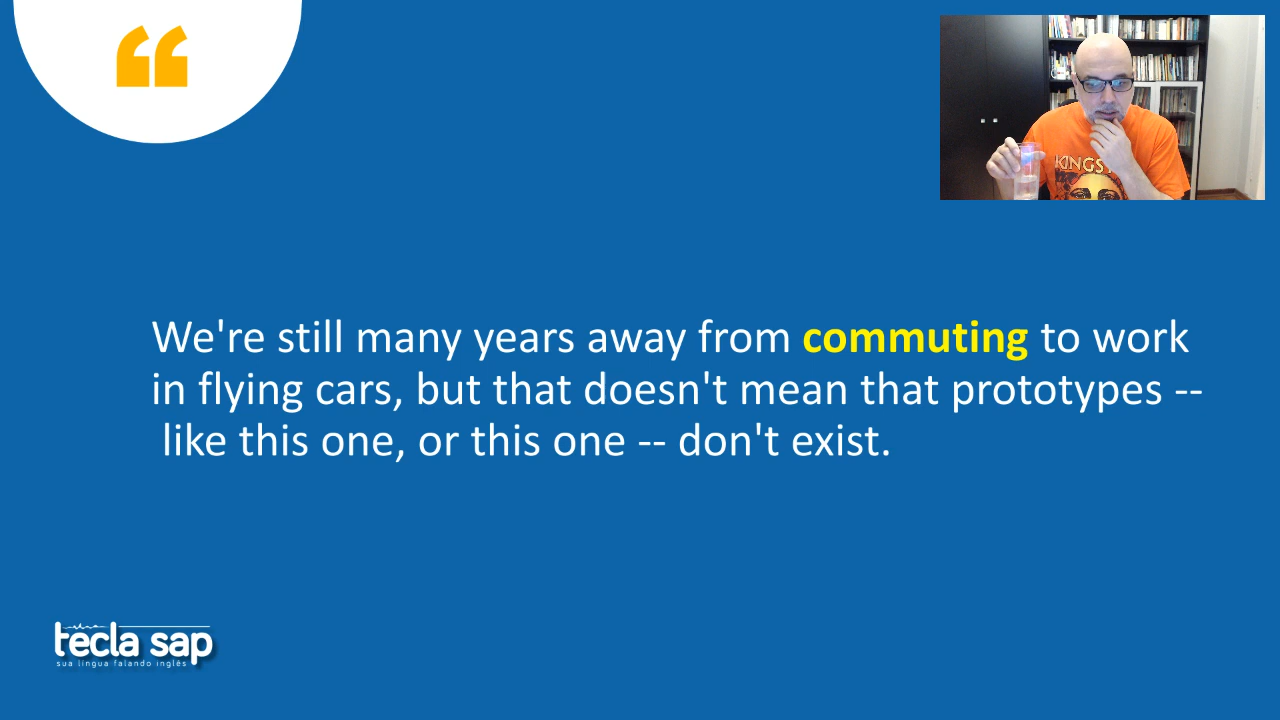 “
We're still many years away from commuting to work
in flying cars, but that doesn't mean that prototypes --
like this one, or this one -- don't exist.
KINGS
tecla sap
sua língua falando inglês